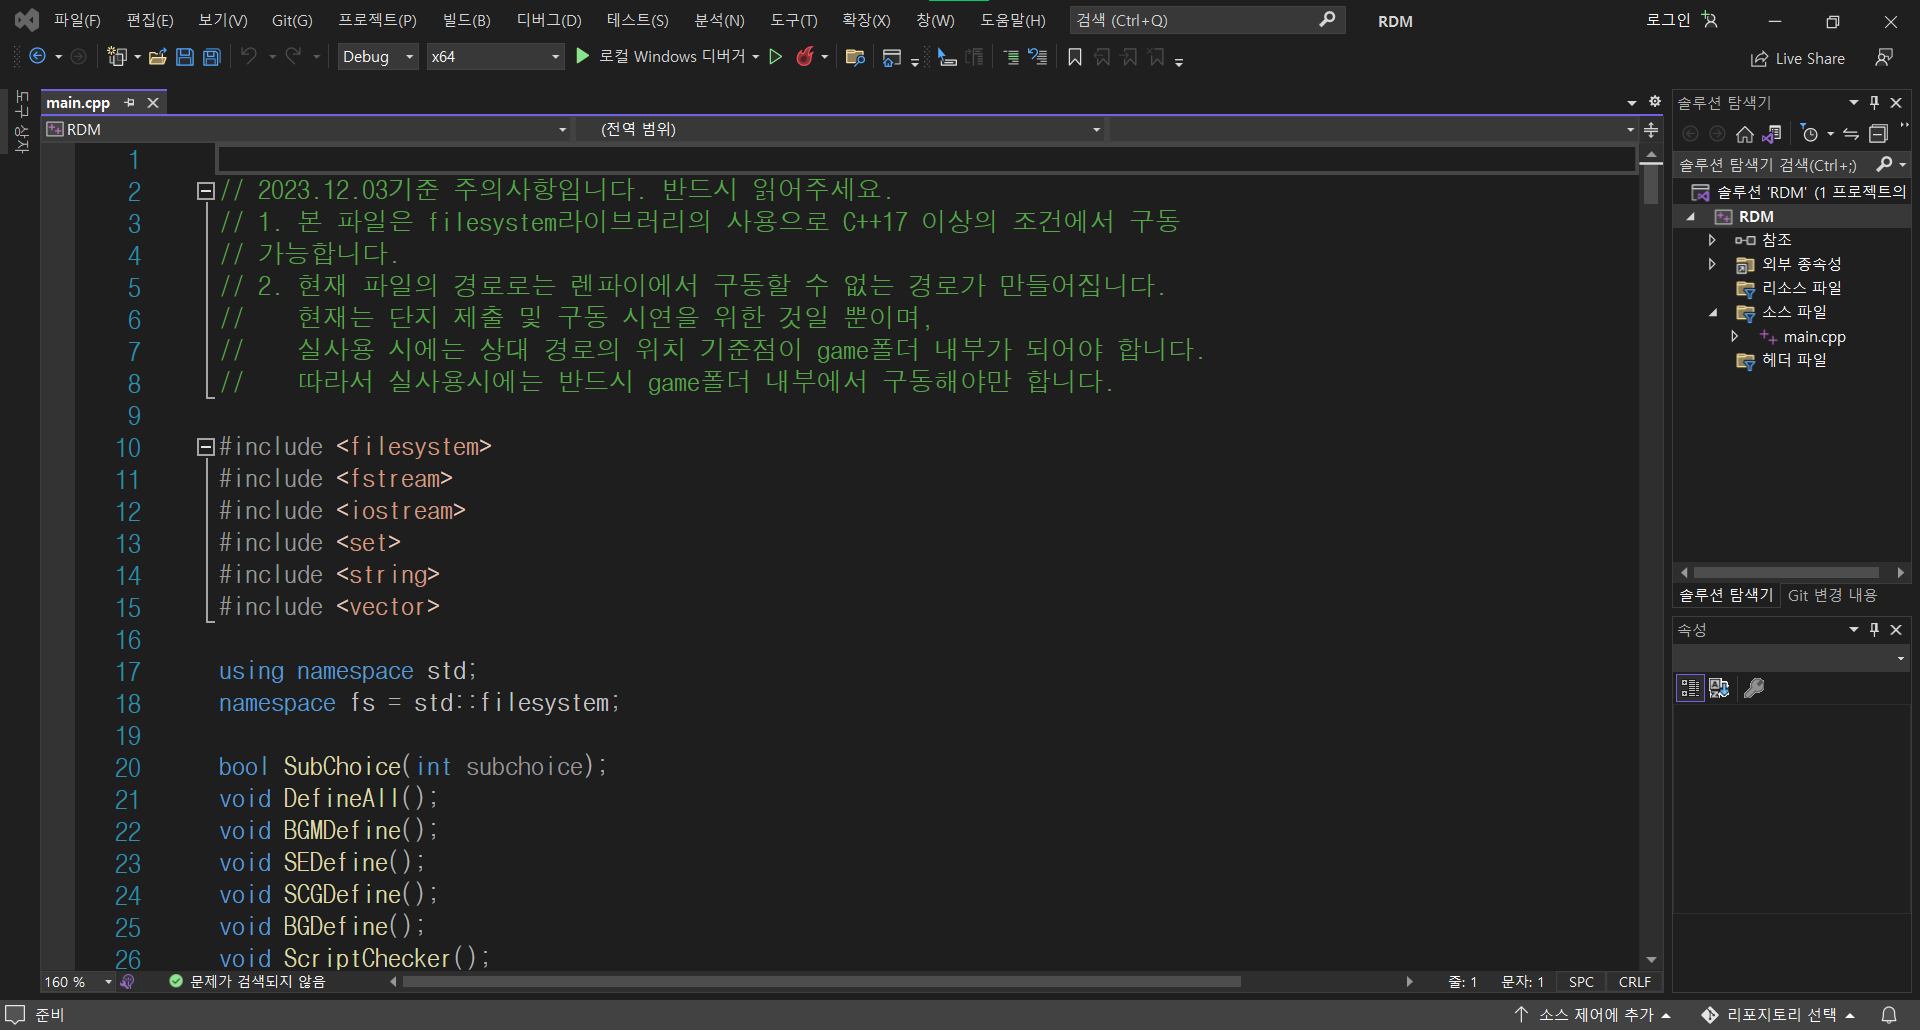 파일(F) 편집(E) 보기(V) Git(G) 프로젝트(P) 빌드(B) 디버그(D) 테스트(S) 분석(N) 도구(T) 확장(X) 창(W) 도움말(H) 검색 (Ctrl+Q) RDM 로그인
Debug x64 로컬 Windows 디버거 Live Share
도구 상자
main.cpp
RDM (전역 범위)
1
2 // 2023.12.03기준 주의사항입니다. 반드시 읽어주세요.
3 // 1. 본 파일은 filesystem라이브러리의 사용으로 C++17 이상의 조건에서 구동
4 // 가능합니다.
5 // 2. 현재 파일의 경로로는 렌파이에서 구동할 수 없는 경로가 만들어집니다.
6 // 현재는 단지 제출 및 구동 시연을 위한 것일 뿐이며,
7 // 실사용 시에는 상대 경로의 위치 기준점이 game폴더 내부가 되어야 합니다.
8 // 따라서 실사용시에는 반드시 game폴더 내부에서 구동해야만 합니다.
9
10 #include <filesystem>
11 #include <fstream>
12 #include <iostream>
13 #include <set>
14 #include <string>
15 #include <vector>
16
17 using namespace std;
18 namespace fs = std::filesystem;
19
20 bool SubChoice(int subchoice);
21 void DefineAll();
22 void BGMDefine();
23 void SEDefine();
24 void SCGDefine();
25 void BGDefine();
26 void ScriptChecker();
160 % 문제가 검색되지 않음 줄: 1 문자: 1 SPC CRLF
솔루션 탐색기
솔루션 탐색기 검색(Ctrl+;)
솔루션 'RDM' (1 프로젝트의
RDM
참조
외부 종속성
리소스 파일
소스 파일
main.cpp
헤더 파일
솔루션 탐색기 Git 변경 내용
속성
준비 소스 제어에 추가 리포지토리 선택